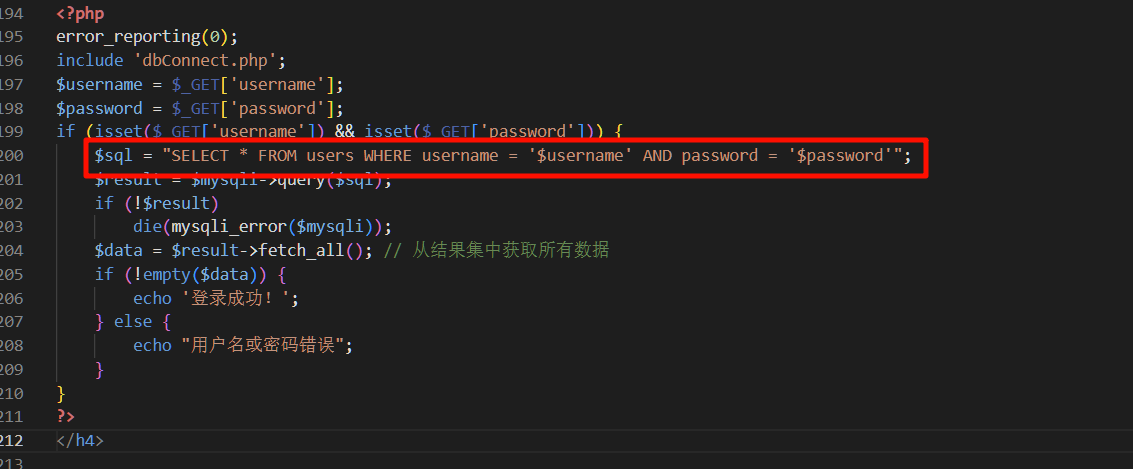 194 <?php
195 error_reporting(0);
196 include 'dbConnect.php';
197 $username = $_GET['username'];
198 $password = $_GET['password'];
199 if (isset($_GET['username']) && isset($_GET['password'])) {
200 $sql = "SELECT * FROM users WHERE username = '$username' AND password = '$password'";
201 $result = $mysqli->query($sql);
202 if (!$result)
203 die(mysqli_error($mysqli));
204 $data = $result->fetch_all(); // 从结果集中获取所有数据
205 if (!empty($data)) {
206 echo '登录成功！';
207 } else {
208 echo "用户名或密码错误";
209 }
210 }
211 ?>
212 </h4>
213